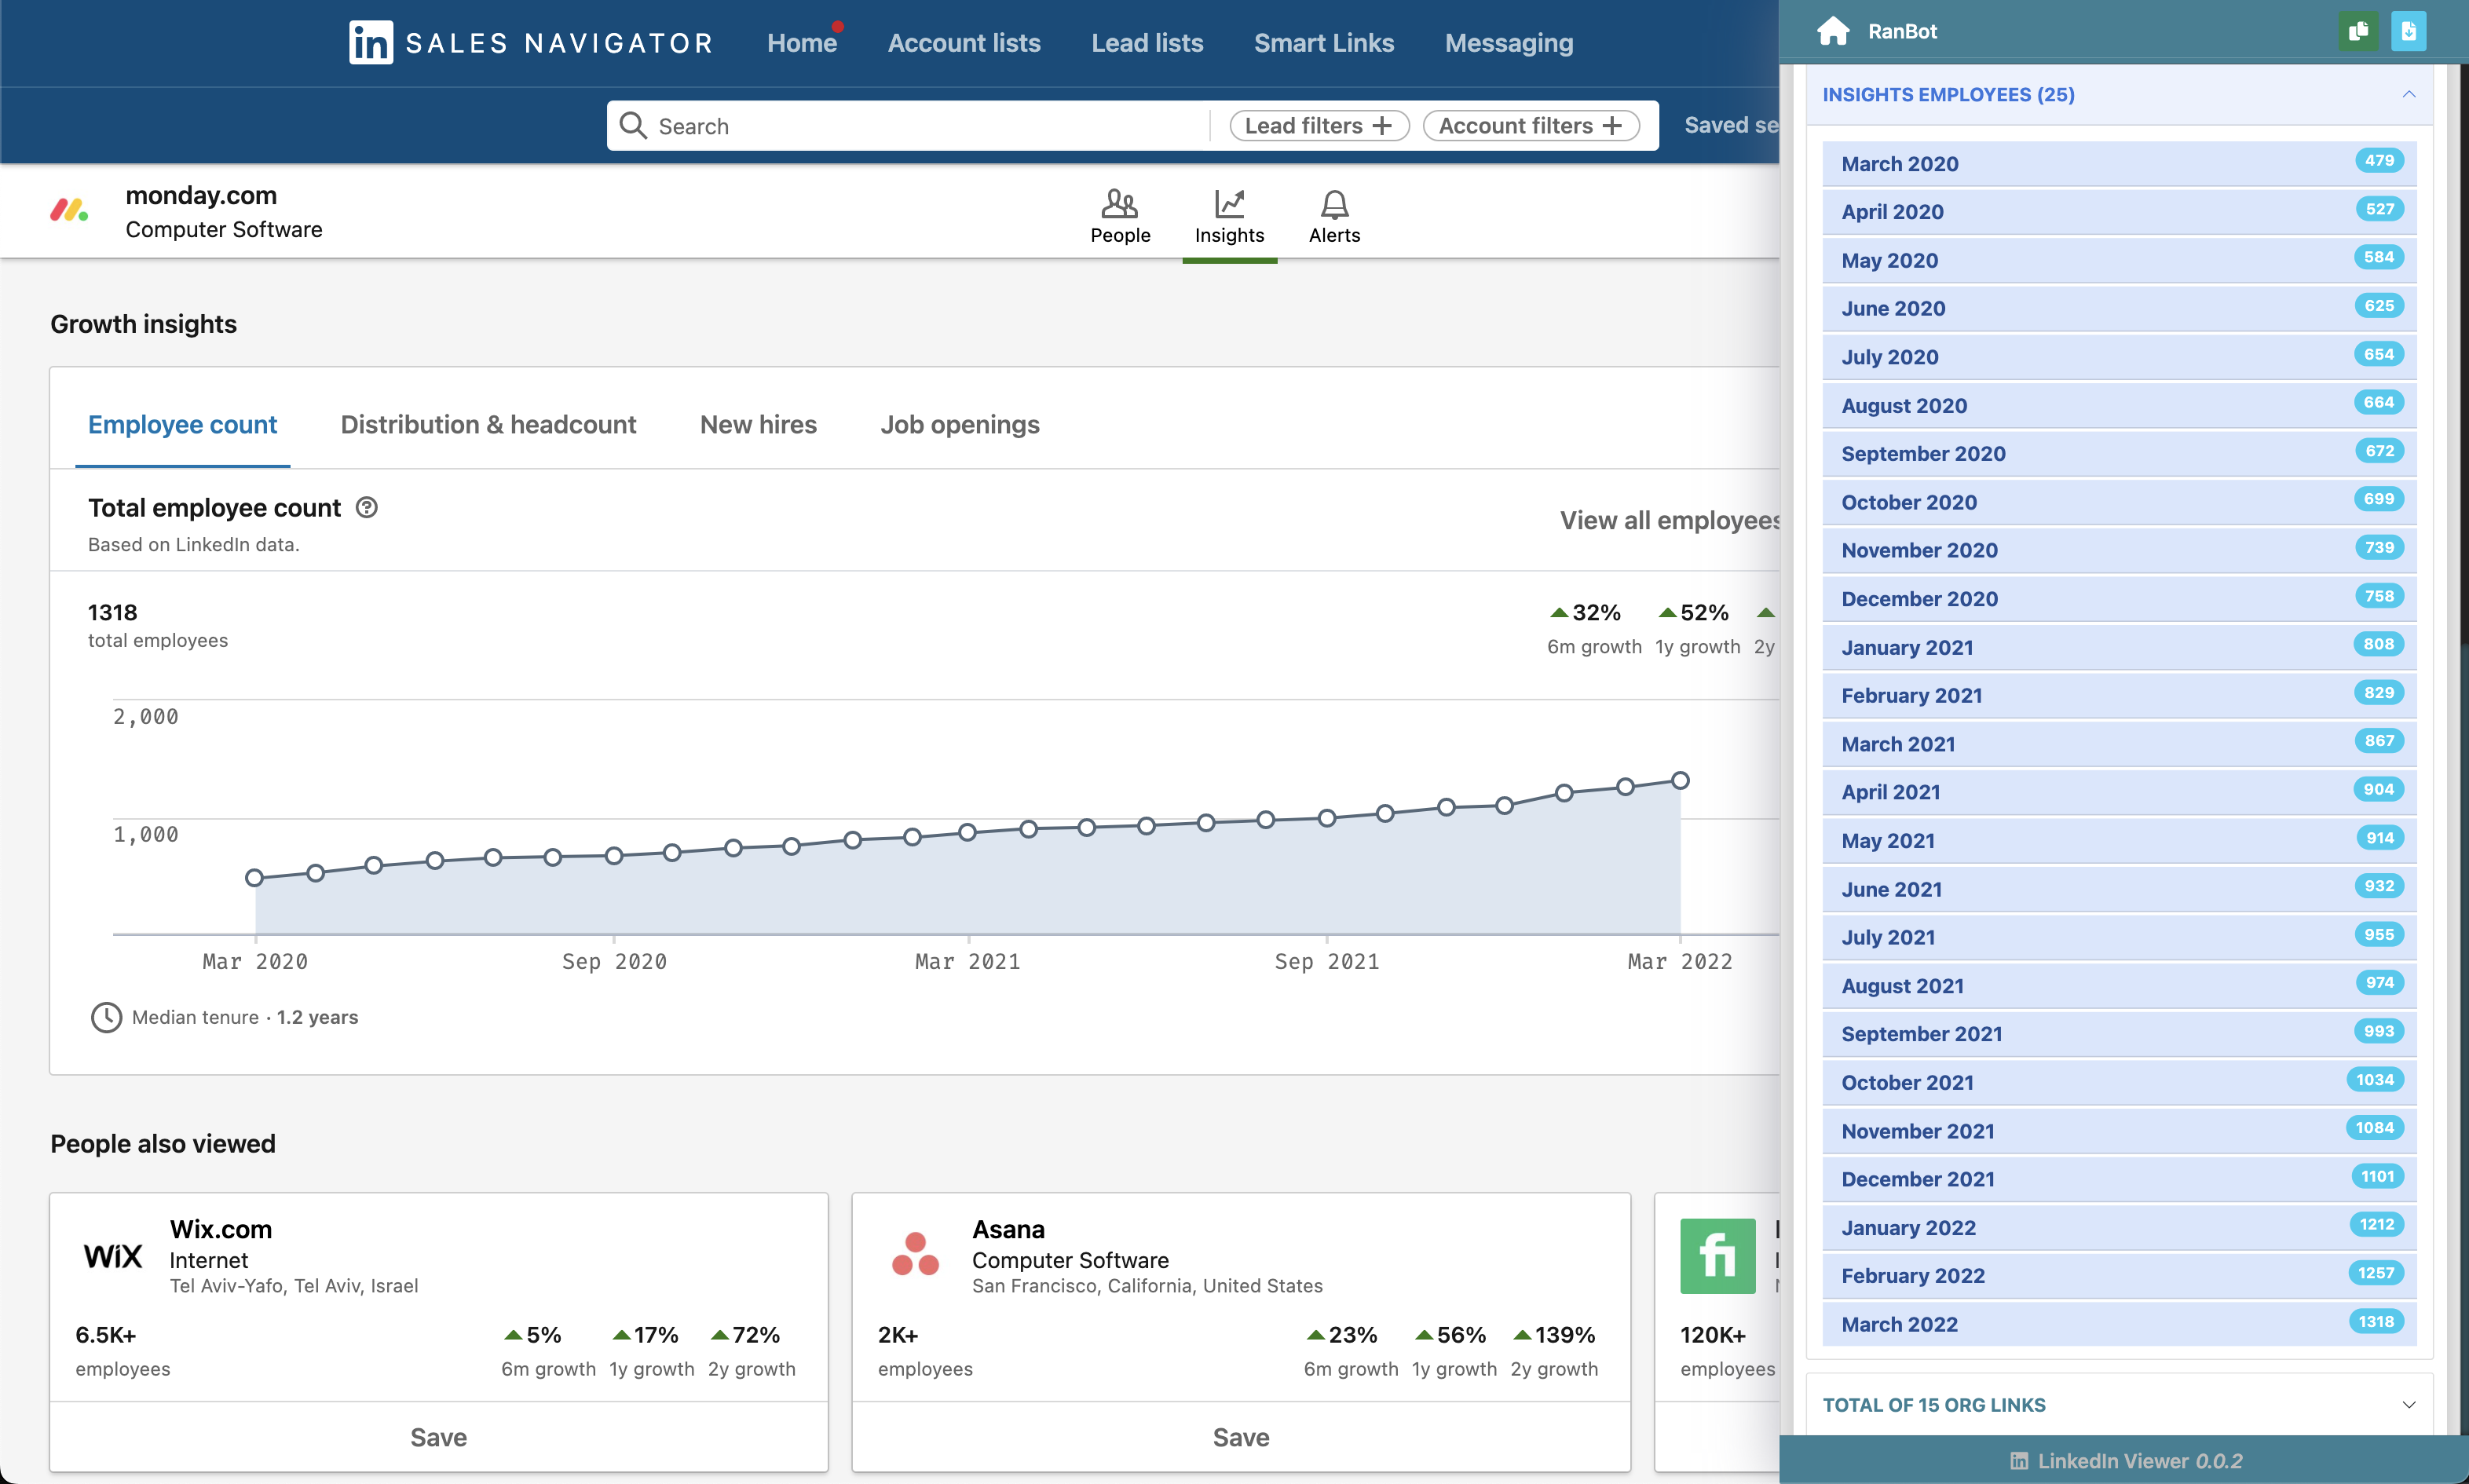 in SALES NAVIGATOR Home Account lists Lead lists Smart Links Messaging
Search Lead filters + Account filters + Saved se
monday.com
Computer Software
People Insights Alerts
Growth insights
Employee count Distribution & headcount New hires Job openings
Total employee count ?
Based on LinkedIn data.
View all employees
1318
total employees
32% 52%
6m growth 1y growth 2y
2,000
1,000
Mar 2020 Sep 2020 Mar 2021 Sep 2021 Mar 2022
Median tenure · 1.2 years
People also viewed
WiX
Wix.com
Internet
Tel Aviv-Yafo, Tel Aviv, Israel
6.5K+ 5% 17% 72%
employees 6m growth 1y growth 2y growth
Save
Asana
Computer Software
San Francisco, California, United States
2K+ 23% 56% 139%
employees 6m growth 1y growth 2y growth
Save
fi
120K+
employees
RanBot
INSIGHTS EMPLOYEES (25)
March 2020 479
April 2020 527
May 2020 584
June 2020 625
July 2020 654
August 2020 664
September 2020 672
October 2020 699
November 2020 739
December 2020 758
January 2021 808
February 2021 829
March 2021 867
April 2021 904
May 2021 914
June 2021 932
July 2021 955
August 2021 974
September 2021 993
October 2021 1034
November 2021 1084
December 2021 1101
January 2022 1212
February 2022 1257
March 2022 1318
TOTAL OF 15 ORG LINKS
in LinkedIn Viewer 0.0.2